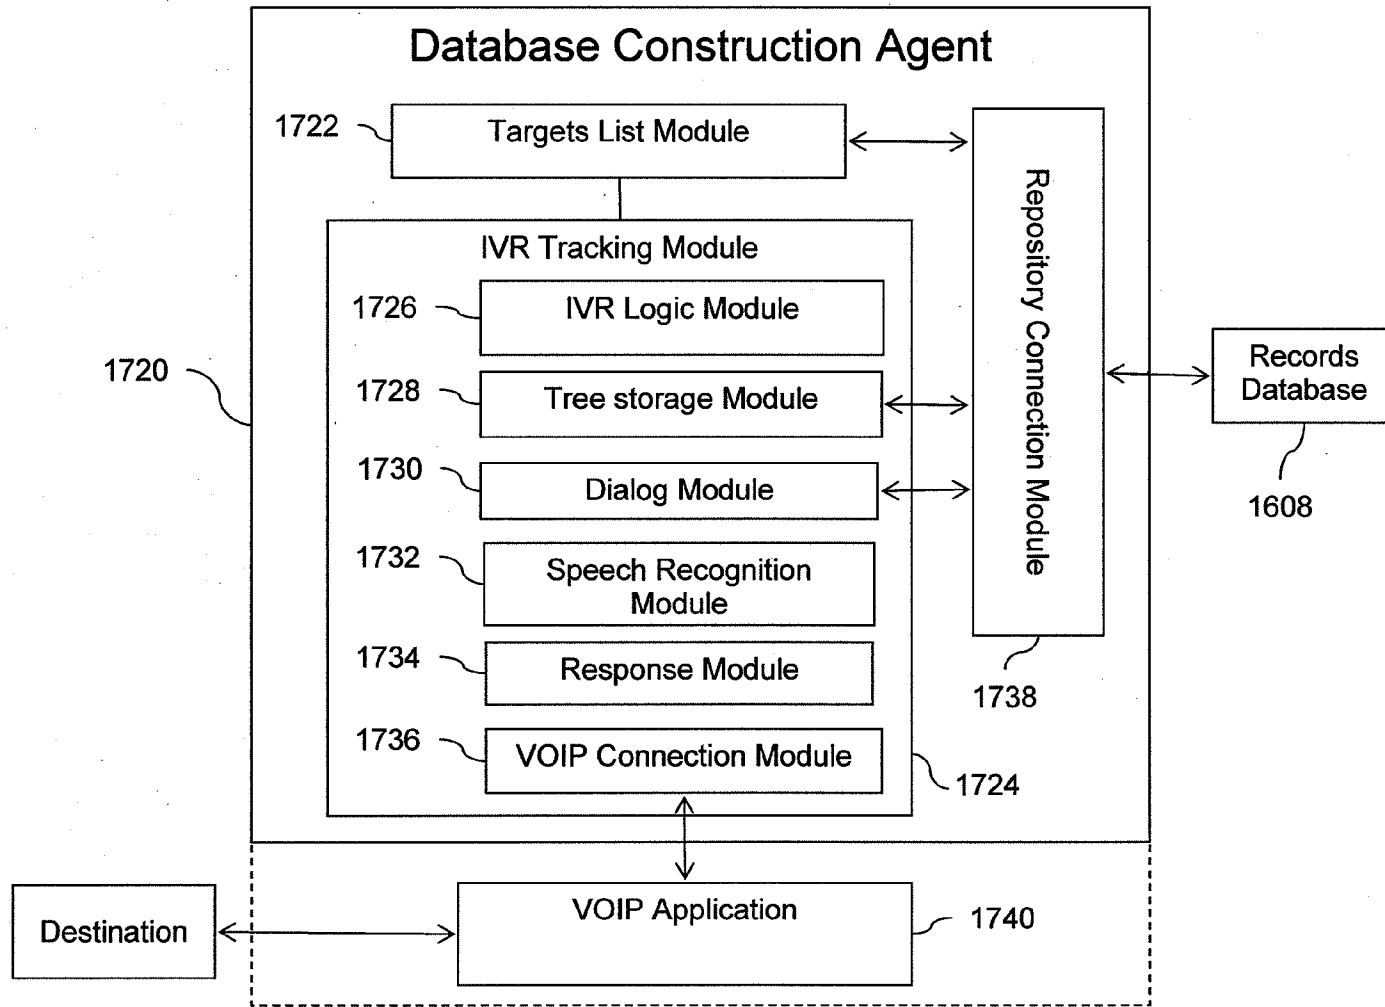 Database Construction Agent
1722
Targets List Module
IVR Tracking Module
1726
IVR Logic Module
1728
Tree storage Module
1730
Dialog Module
1732
Speech Recognition
Module
1734
Response Module
1736
VOIP Connection Module
1724
Repository Connection Module
1738
1720
Records
Database
1608
Destination
VOIP Application
1740